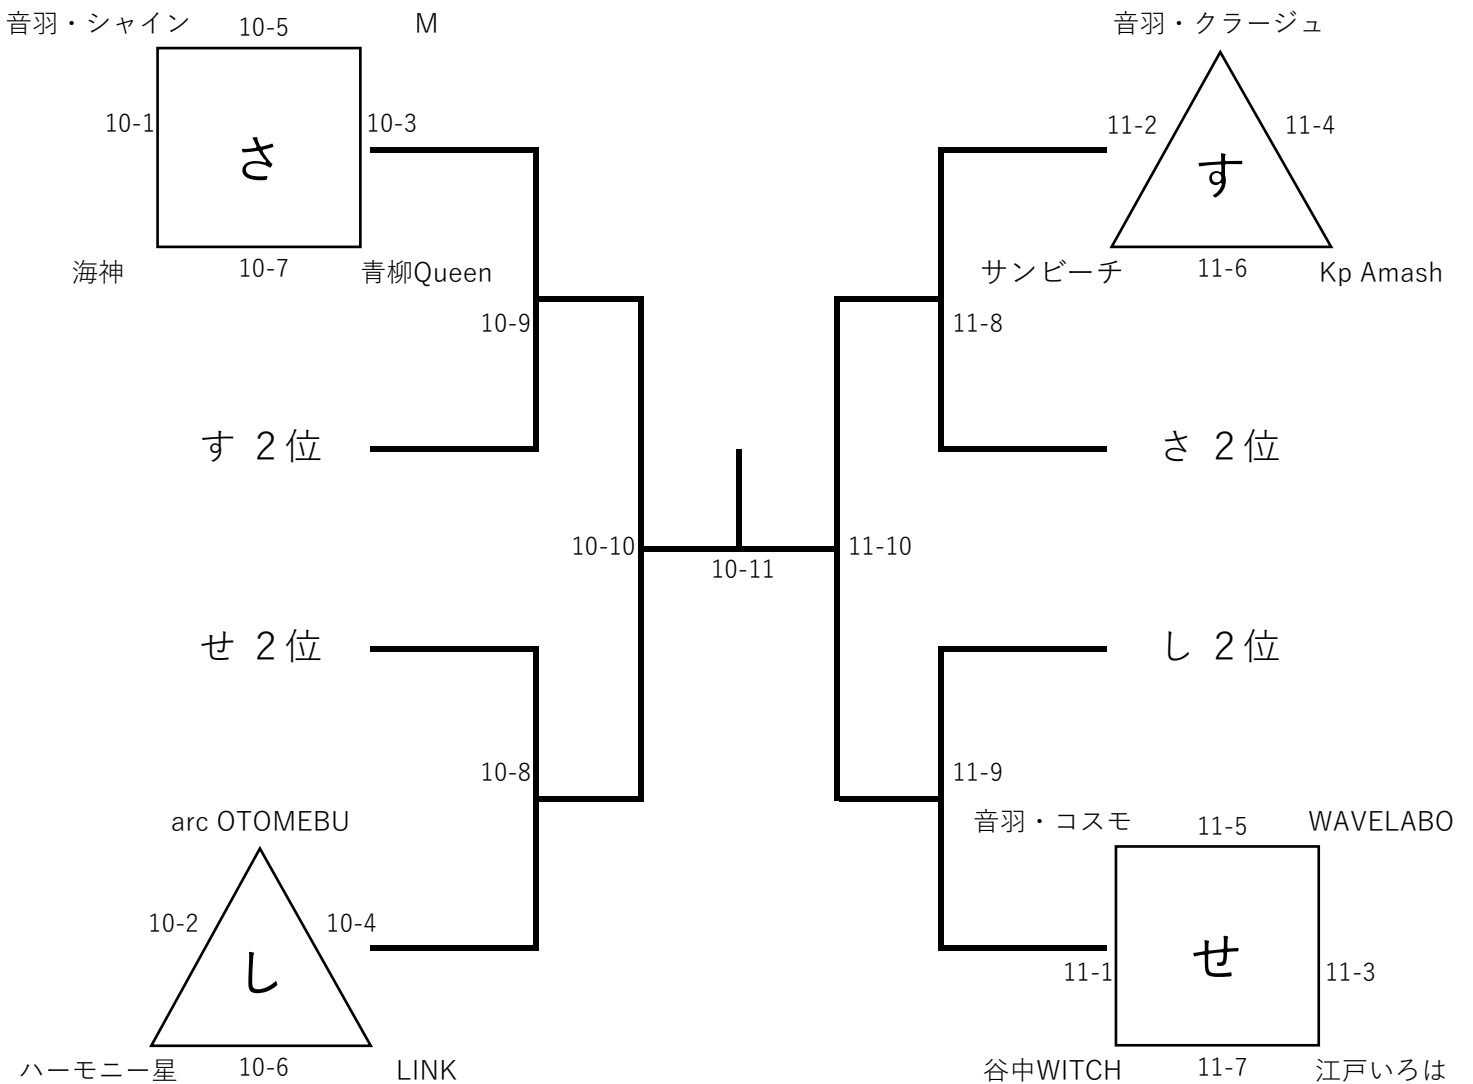 音羽・シャイン 10-5 M
10-1 さ 10-3
海神 10-7 青柳Queen
10-9
す ２位
10-10
せ ２位
10-8
arc OTOMEBU
10-2 し 10-4
ハーモニー星 10-6 LINK
10-11
音羽・クラージュ
11-2 す 11-4
サンビーチ 11-6 Kp Amash
11-8
さ ２位
11-10
し ２位
11-9
音羽・コスモ 11-5 WAVELABO
11-1 せ 11-3
谷中WITCH 11-7 江戸いろは